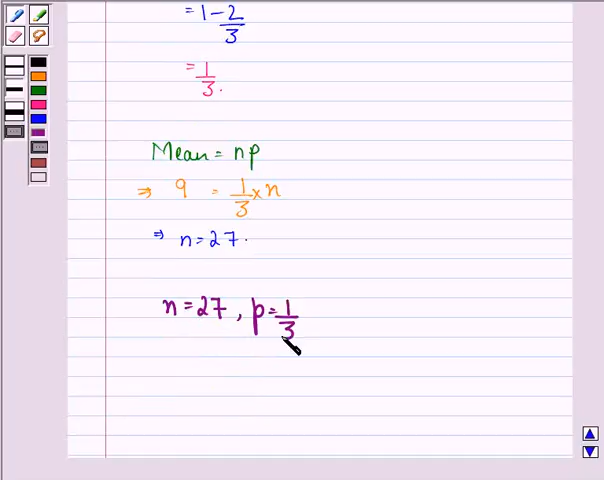 = 1-2/3
= 1/3.
Mean = np
⇒ 9 = 1/3 × n
⇒ n = 27.
n = 27, p = 1/3